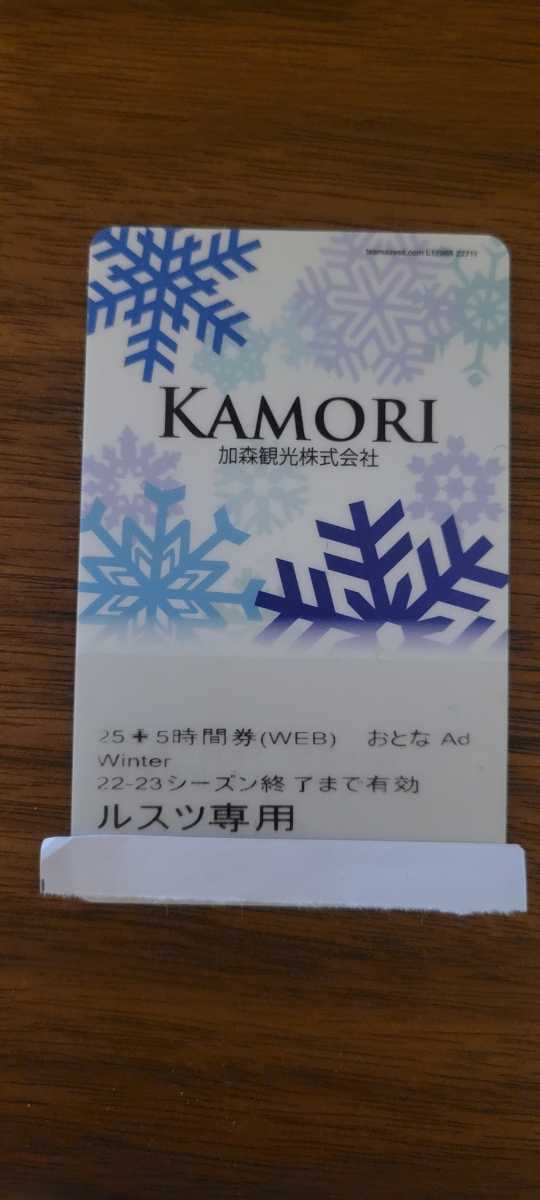 KAMORI
加森観光株式会社
25+5時間券(WEB) おとな Ad
Winter
22-23シーズン終了まで有効
ルスツ専用